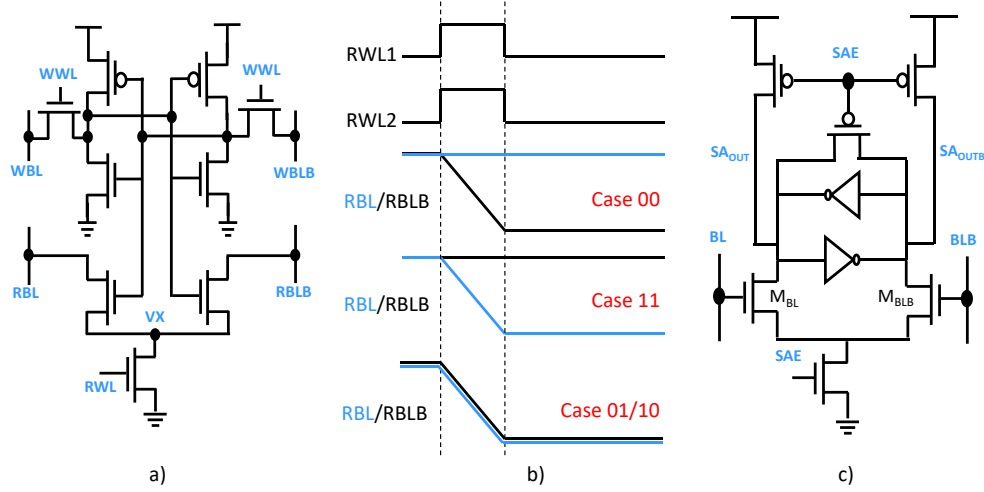 WWL
WWL
WBL
WBLB
RBL
RBLB
VX
RWL
a)
RWL1
RWL2
RBL/RBLB
Case 00
RBL/RBLB
Case 11
RBL/RBLB
Case 01/10
b)
SAE
SAOUT
SAOUTB
BL
BLB
MBL
MBLB
SAE
c)